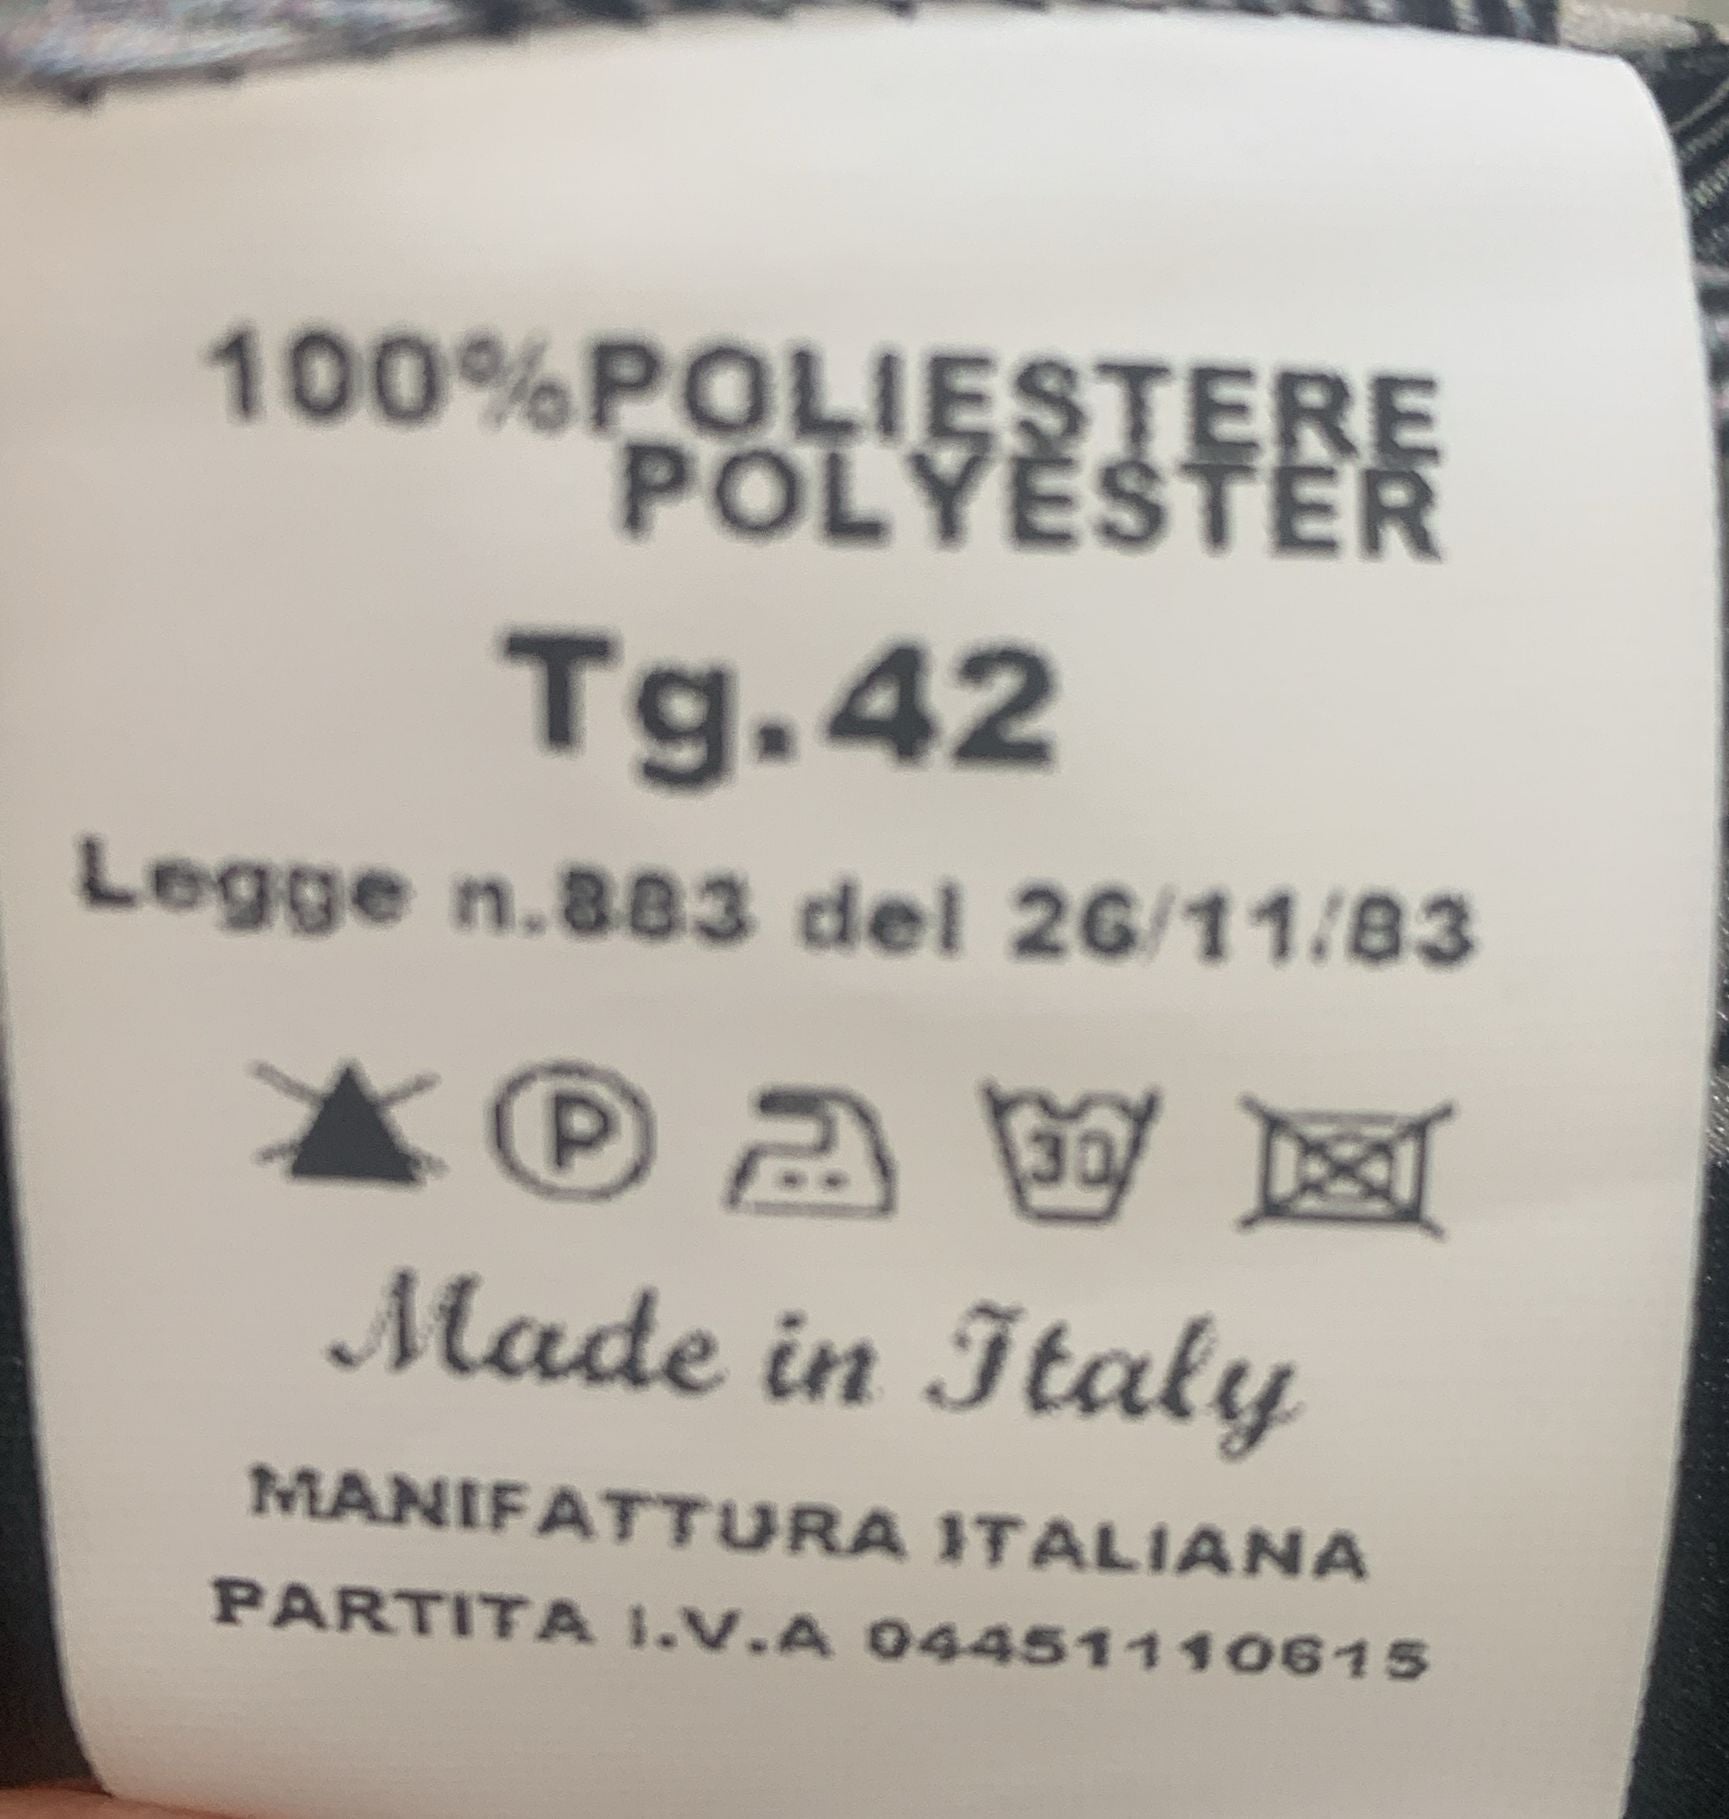 100%POLIESTERE
POLYESTER
Tg.42
Legge n.883 del 26/11/83
P
30
Made in Italy
MANIFATTURA ITALIANA
PARTITA I.V.A 04451110615